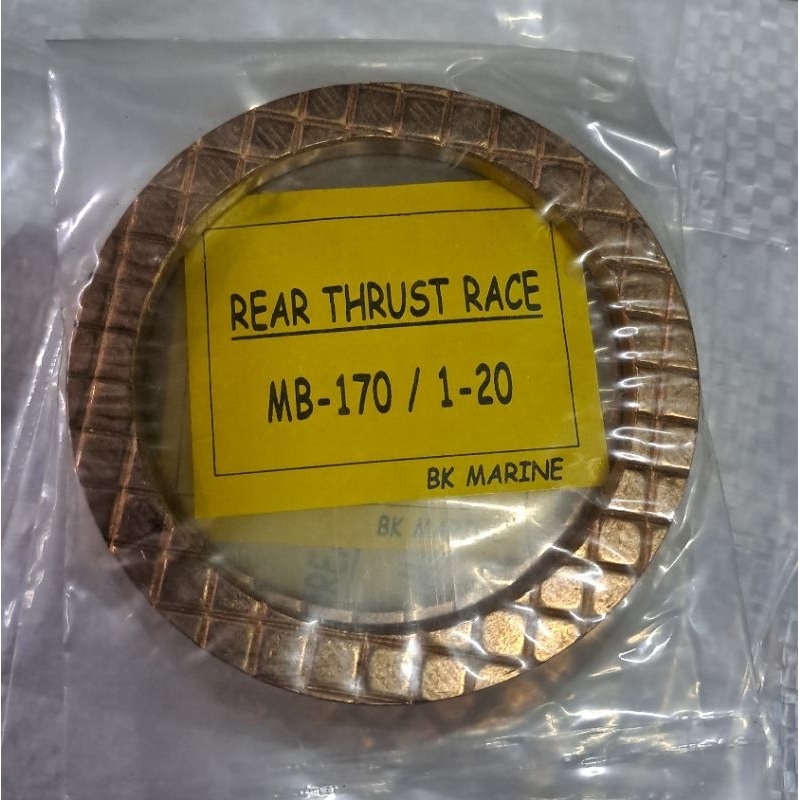 REAR THRUST RACE
MB-170 / 1-20
BK MARINE